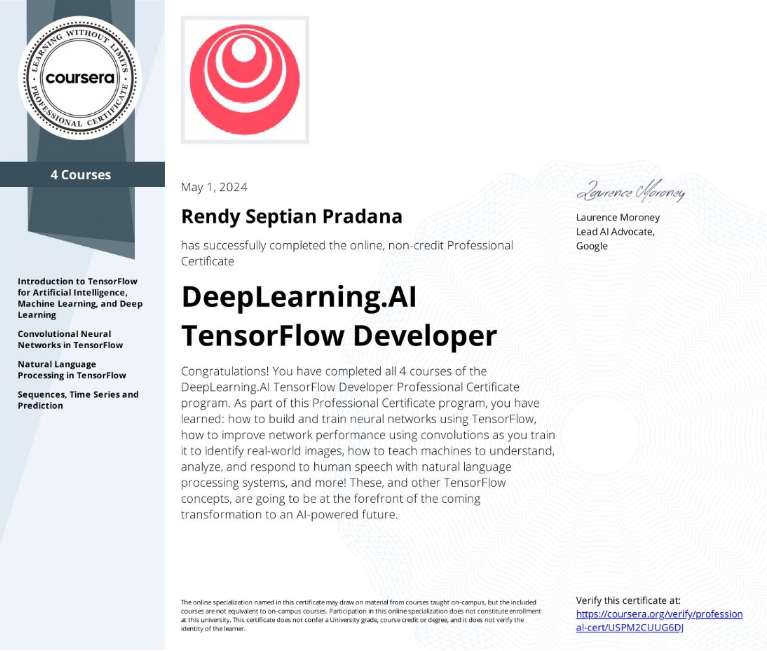 LEARNING WITHOUT LIMITS
coursera
PROFESSIONAL CERTIFICATE
4 Courses
Introduction to TensorFlow
for Artificial Intelligence,
Machine Learning, and Deep
Learning
Convolutional Neural
Networks in TensorFlow
Natural Language
Processing in TensorFlow
Sequences, Time Series and
Prediction
May 1, 2024
Rendy Septian Pradana
has successfully completed the online, non-credit Professional
Certificate
DeepLearning.AI
TensorFlow Developer
Congratulations! You have completed all 4 courses of the
DeepLearning.AI TensorFlow Developer Professional Certificate
program. As part of this Professional Certificate program, you have
learned: how to build and train neural networks using TensorFlow,
how to improve network performance using convolutions as you train
it to identify real-world images, how to teach machines to understand,
analyze, and respond to human speech with natural language
processing systems, and more! These, and other TensorFlow
concepts, are going to be at the forefront of the coming
transformation to an AI-powered future.
Laurence Moroney
Laurence Moroney
Lead AI Advocate,
Google
The online specialization named in this certificate may draw on material from courses taught on-campus, but the included
courses are not equivalent to on-campus courses. Participation in this online specialization does not constitute enrollment
at this university. This certificate does not confer a University grade, course credit or degree, and it does not verify the
identity of the learner.
Verify this certificate at:
https://coursera.org/verify/profession
al-cert/USPM2CUUG6DJ